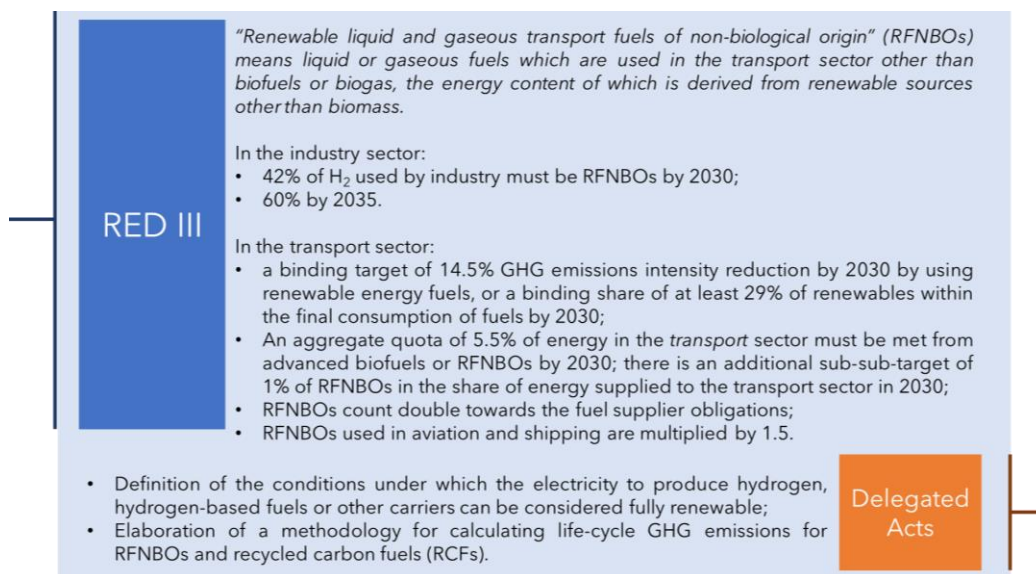 “Renewable liquid and gaseous transport fuels of non-biological origin” (RFNBOs)
means liquid or gaseous fuels which are used in the transport sector other than
biofuels or biogas, the energy content of which is derived from renewable sources
other than biomass.
In the industry sector:
• 42% of H₂ used by industry must be RFNBOs by 2030;
• 60% by 2035.
RED III
In the transport sector:
• a binding target of 14.5% GHG emissions intensity reduction by 2030 by using
renewable energy fuels, or a binding share of at least 29% of renewables within
the final consumption of fuels by 2030;
• An aggregate quota of 5.5% of energy in the transport sector must be met from
advanced biofuels or RFNBOs by 2030; there is an additional sub-sub-target of
1% of RFNBOs in the share of energy supplied to the transport sector in 2030;
• RFNBOs count double towards the fuel supplier obligations;
• RFNBOs used in aviation and shipping are multiplied by 1.5.
• Definition of the conditions under which the electricity to produce hydrogen,
hydrogen-based fuels or other carriers can be considered fully renewable;
• Elaboration of a methodology for calculating life-cycle GHG emissions for
RFNBOs and recycled carbon fuels (RCFs).
Delegated
Acts